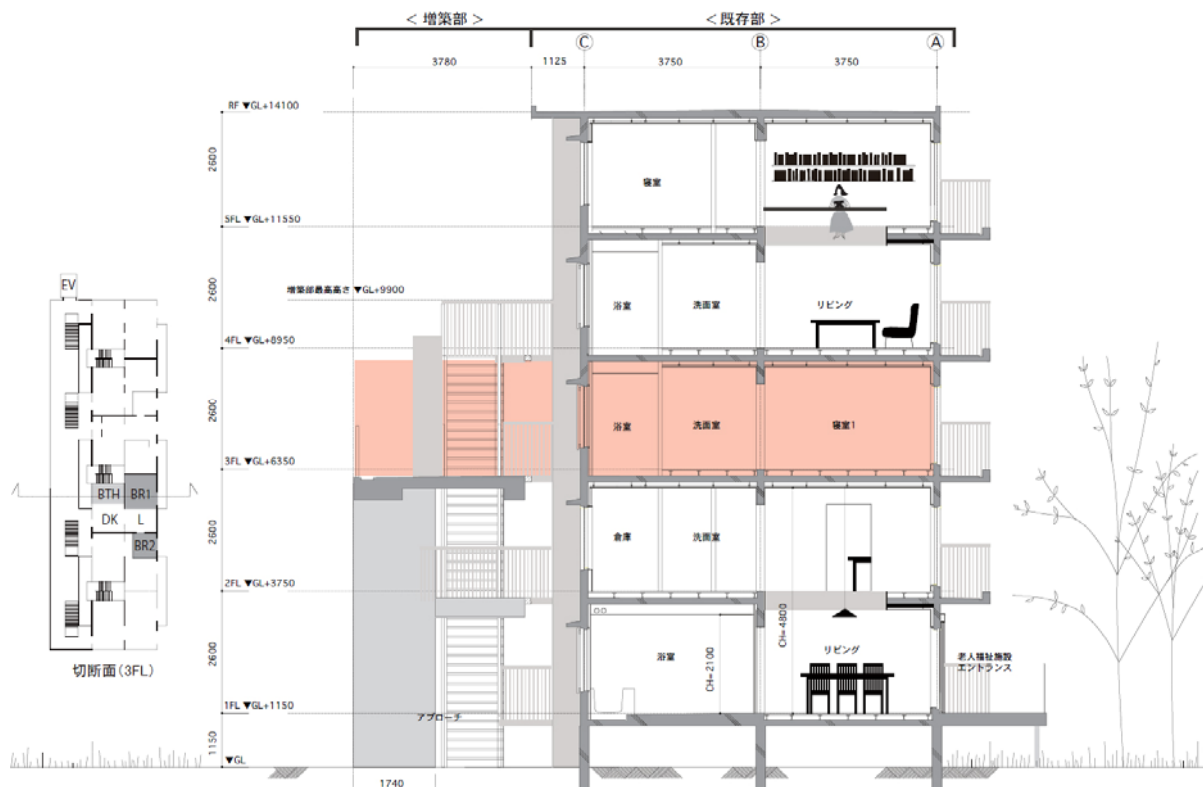 ＜ 増築部 ＞
＜ 既存部 ＞
C
B
A
3780
1125
3750
3750
RF ▼GL+14100
2600
寝室
5FL ▼GL+11550
EV
増築部最高高さ ▼GL+9900
2600
浴室
洗面室
リビング
4FL ▼GL+8950
2600
浴室
洗面室
寝室1
3FL ▼GL+6350
BTH
BR1
DK
L
BR2
切断面(3FL)
2600
倉庫
洗面室
2FL ▼GL+3750
2600
CH=4800
浴室
CH=2100
リビング
老人福祉施設
エントランス
1FL ▼GL+1150
アプローチ
1150
▼GL
1740